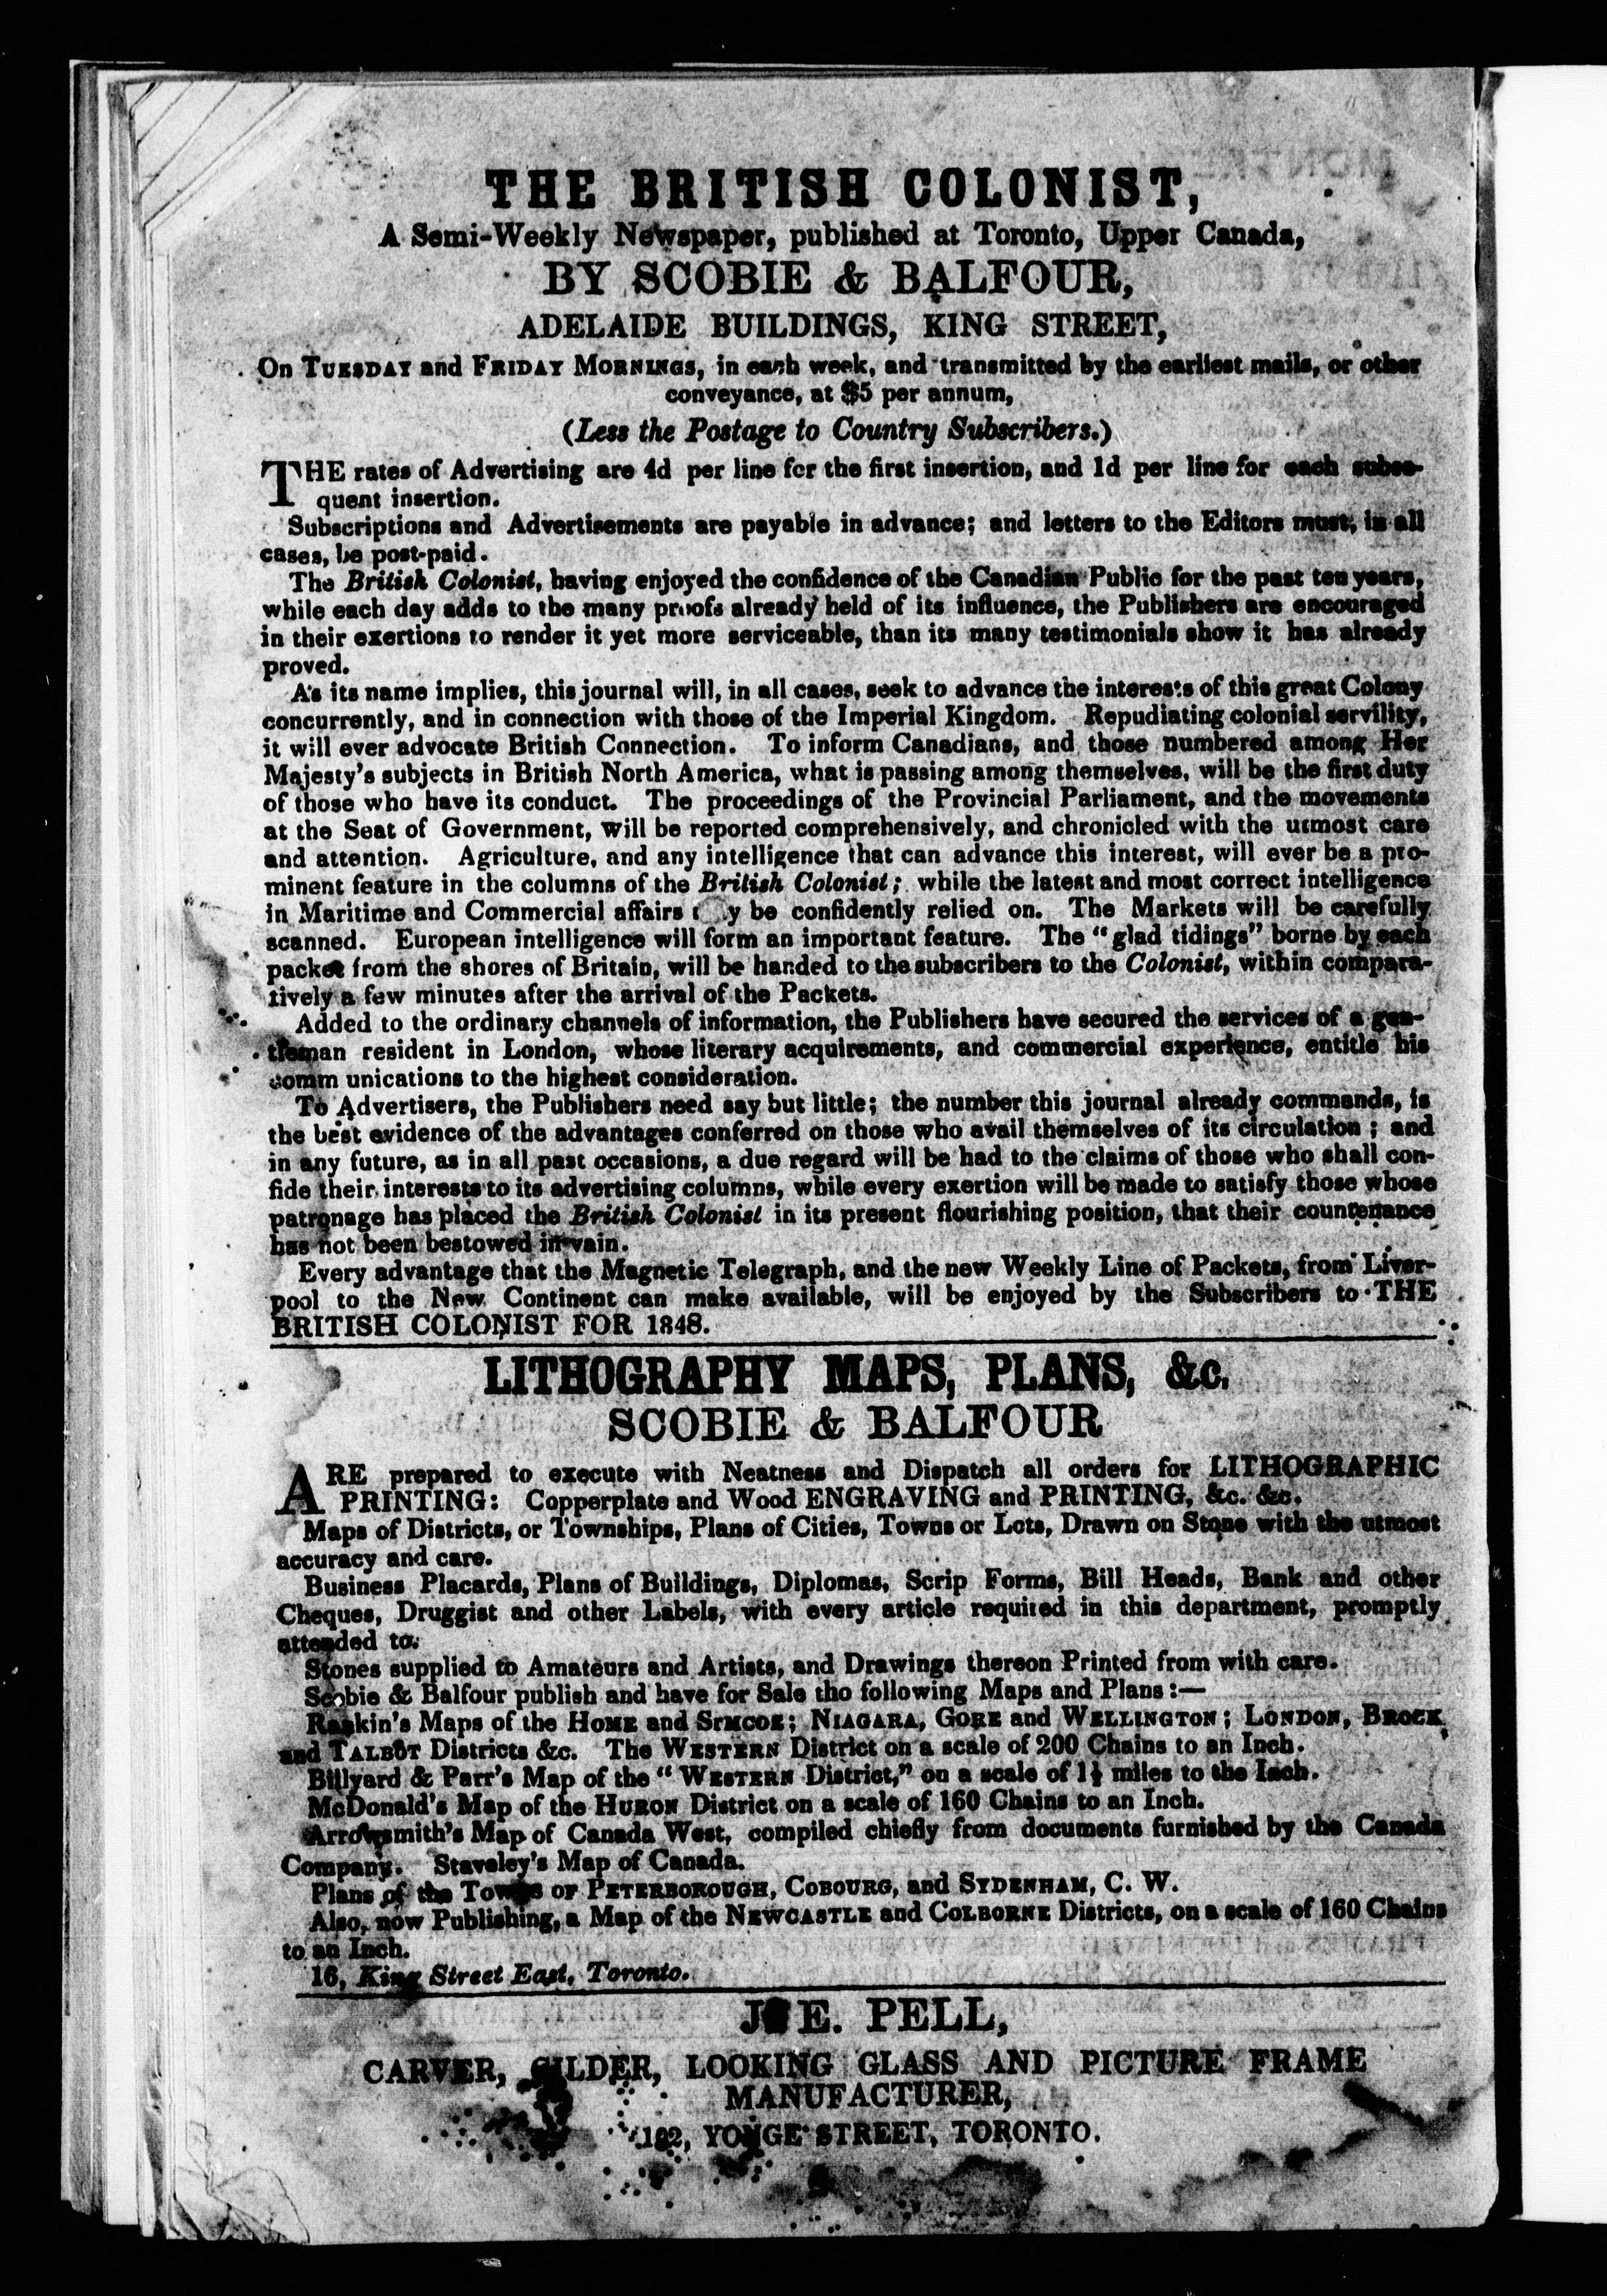 THE BRITISH COLONIST,
A Semi-Weekly Newspaper, published at Toronto, Upper Canada,
BY SCOBIE & BALFOUR,
ADELAIDE BUILDINGS, KING STREET,
On TUESDAY and FRIDAY MORNINGS, in each week, and transmitted by the earliest mails, or other
conveyance, at $5 per annum,
(Less the Postage to Country Subscribers.)
THE rates of Advertising are 4d per line for the first insertion, and 1d per line for each subse-
quent insertion.
Subscriptions and Advertisements are payable in advance; and letters to the Editors must, in all
cases, be post-paid.
The British Colonist, having enjoyed the confidence of the Canadian Public for the past ten years,
while each day adds to the many proofs already held of its influence, the Publishers are encouraged
in their exertions to render it yet more serviceable, than its many testimonials show it has already
proved.
As its name implies, this journal will, in all cases, seek to advance the interests of this great Colony
concurrently, and in connection with those of the Imperial Kingdom. Repudiating colonial servility,
it will ever advocate British Connection. To inform Canadians, and those numbered among Her
Majesty's subjects in British North America, what is passing among themselves, will be the first duty
of those who have its conduct. The proceedings of the Provincial Parliament, and the movements
at the Seat of Government, will be reported comprehensively, and chronicled with the utmost care
and attention. Agriculture, and any intelligence that can advance this interest, will ever be a pro-
minent feature in the columns of the British Colonist; while the latest and most correct intelligence
in Maritime and Commercial affairs y be confidently relied on. The Markets will be carefully
scanned. European intelligence will form an important feature. The "glad tidings" borne by each
packet from the shores of Britain, will be handed to the subscribers to the Colonist, within compara-
tively a few minutes after the arrival of the Packets.
Added to the ordinary channels of information, the Publishers have secured the services of a gen-
tleman resident in London, whose literary acquirements, and commercial experience, entitle his
comm unications to the highest consideration.
To Advertisers, the Publishers need say but little; the number this journal already commands, is
the best evidence of the advantages conferred on those who avail themselves of its circulation; and
in any future, as in all past occasions, a due regard will be had to the claims of those who shall con-
fide their interests to its advertising columns, while every exertion will be made to satisfy those whose
patronage has placed the British Colonist in its present flourishing position, that their countenance
has not been bestowed in vain.
Every advantage that the Magnetic Telegraph, and the new Weekly Line of Packets, from Liver-
pool to the New Continent can make available, will be enjoyed by the Subscribers to THE
BRITISH COLONIST FOR 1848.
LITHOGRAPHY MAPS, PLANS, &c.
SCOBIE & BALFOUR
ARE prepared to execute with Neatness and Dispatch all orders for LITHOGRAPHIC
PRINTING: Copperplate and Wood ENGRAVING and PRINTING, &c. &c.
Maps of Districts, or Townships, Plans of Cities, Towns or Lots, Drawn on Stone with the utmost
accuracy and care.
Business Placards, Plans of Buildings, Diplomas, Scrip Forms, Bill Heads, Bank and other
Cheques, Druggist and other Labels, with every article required in this department, promptly
attended to.
Stones supplied to Amateurs and Artists, and Drawings thereon Printed from with care.
Scobie & Balfour publish and have for Sale the following Maps and Plans:—
Rankin's Maps of the HOME and SIMCOE; NIAGARA, GORE and WELLINGTON; LONDON, BROCK
and TALBOT Districts &c. The WESTERN District on a scale of 200 Chains to an Inch.
Billyard & Parr's Map of the "WESTERN District," on a scale of 1½ miles to the Inch.
McDonald's Map of the HURON District on a scale of 160 Chains to an Inch.
Arrowsmith's Map of Canada West, compiled chiefly from documents furnished by the Canada
Company. Staveley's Map of Canada.
Plans of the Towns OF PETERBOROUGH, COBOURG, and SYDENHAM, C. W.
Also, now Publishing, a Map of the NEWCASTLE and COLBORNE Districts, on a scale of 160 Chains
to an Inch.
16, King Street East, Toronto.
J E. PELL,
CARVER, GILDER, LOOKING GLASS AND PICTURE FRAME
MANUFACTURER,
YONGE STREET, TORONTO.